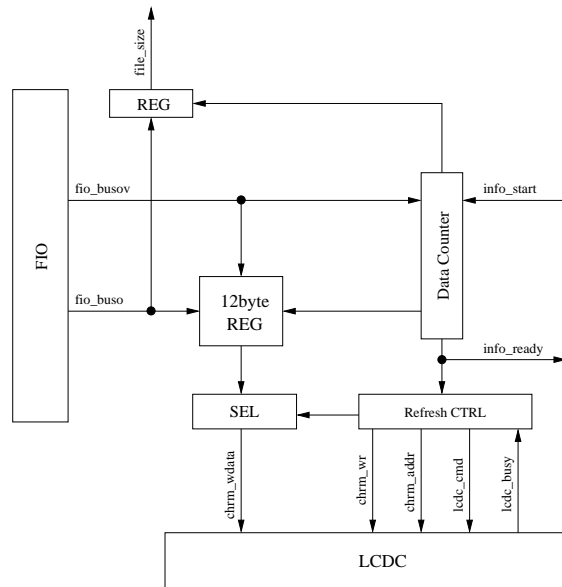 file_size
REG
fio_busov
info_start
FIO
Data Counter
fio_buso
12byte
REG
info_ready
SEL
Refresh CTRL
chrm_wdata
chrm_wr
chrm_addr
lcdc_cmd
lcdc_busy
LCDC